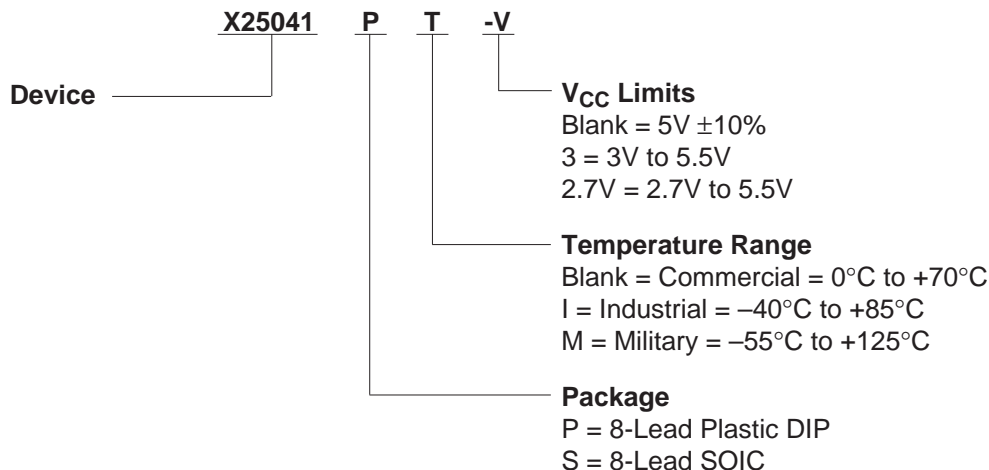 X25041 P T -V
Device
VCC Limits
Blank = 5V ±10%
3 = 3V to 5.5V
2.7V = 2.7V to 5.5V
Temperature Range
Blank = Commercial = 0°C to +70°C
I = Industrial = –40°C to +85°C
M = Military = –55°C to +125°C
Package
P = 8-Lead Plastic DIP
S = 8-Lead SOIC